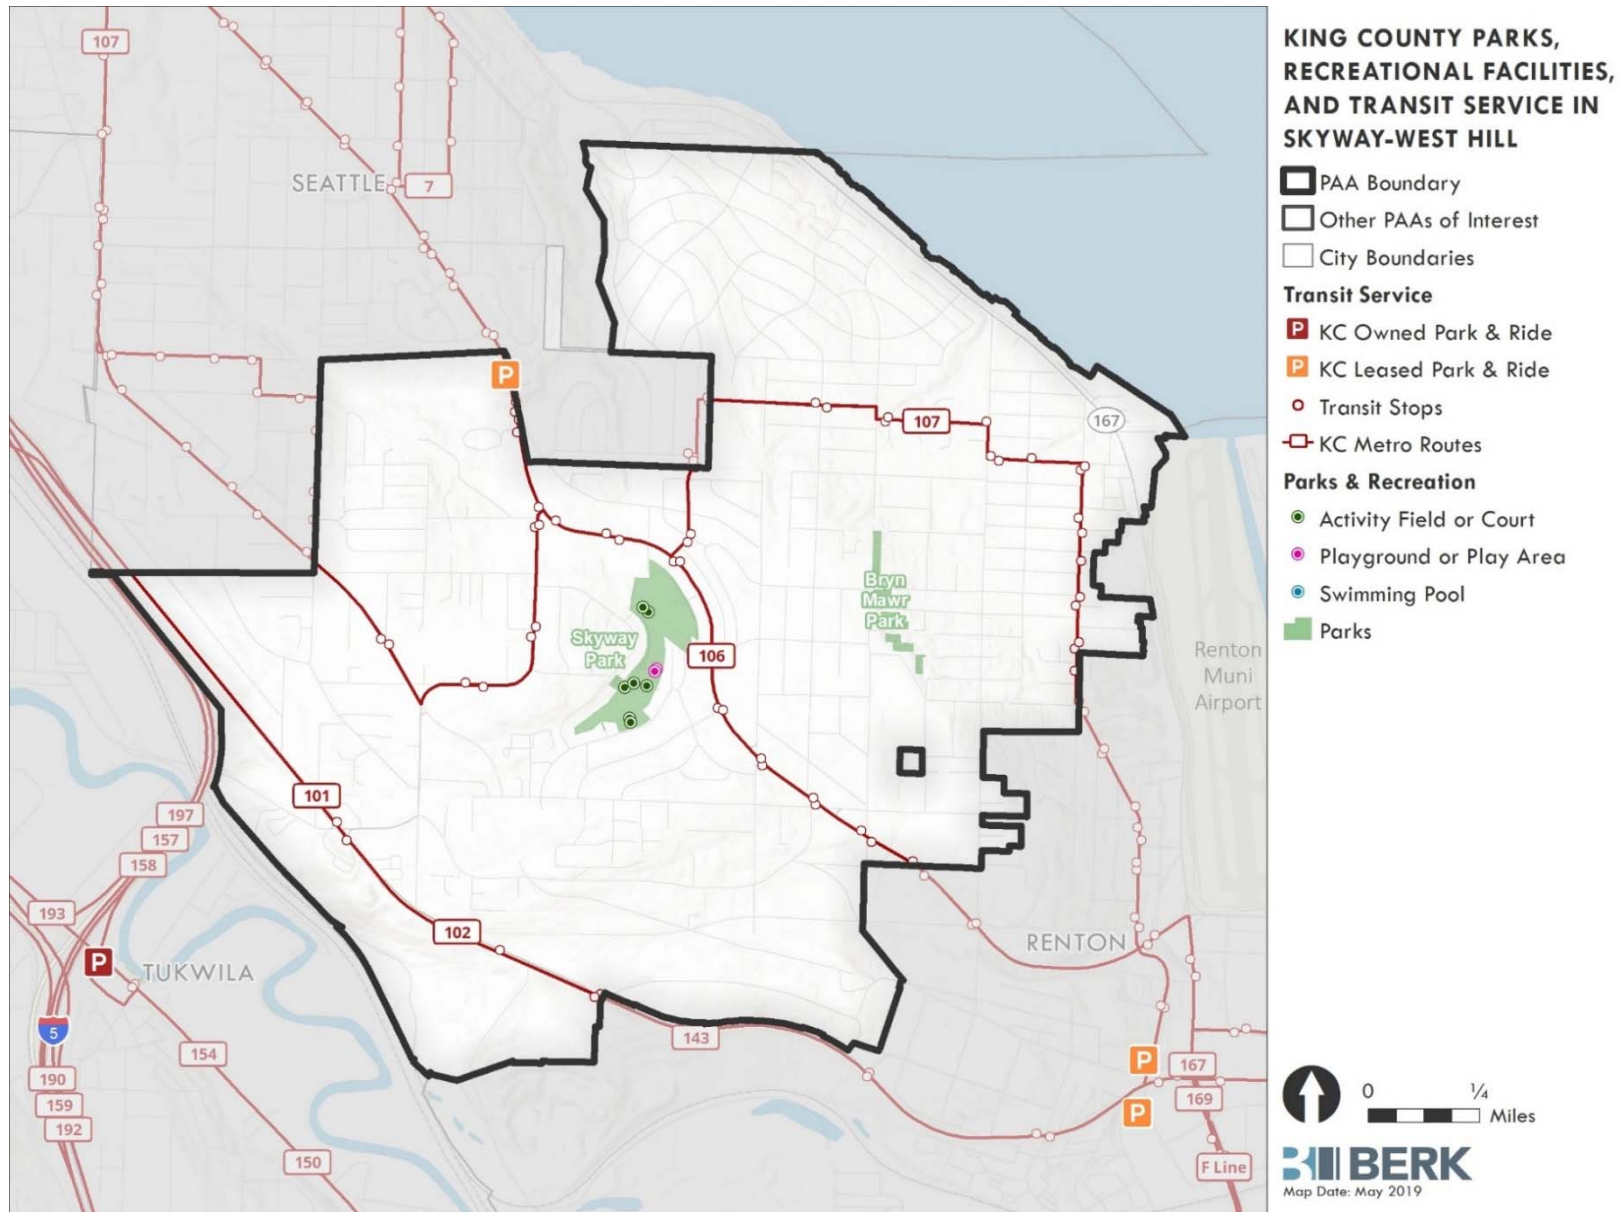 KING COUNTY PARKS,
RECREATIONAL FACILITIES,
AND TRANSIT SERVICE IN
SKYWAY-WEST HILL
PAA Boundary
Other PAAs of Interest
City Boundaries
Transit Service
P KC Owned Park & Ride
P KC Leased Park & Ride
Transit Stops
KC Metro Routes
Parks & Recreation
Activity Field or Court
Playground or Play Area
Swimming Pool
Parks
107
SEATTLE
7
P
107
167
Bryn
Mawr
Park
Skyway
Park
106
Renton
Muni
Airport
101
197
157
158
193
102
RENTON
P
TUKWILA
5
143
154
P
167
190
169
159
P
192
150
F Line
0 ¼
Miles
BERK
Map Date: May 2019